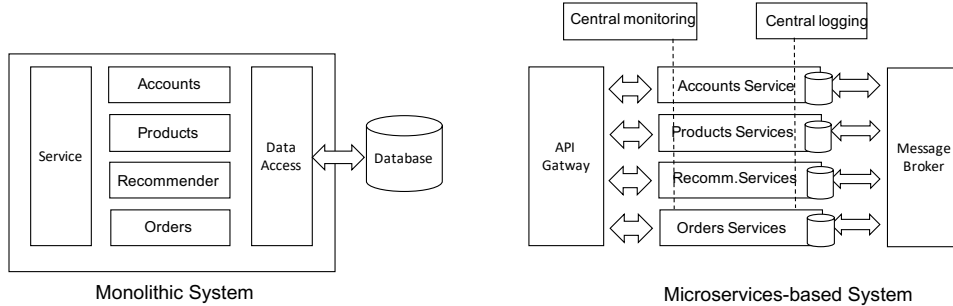 Central monitoring
Central logging
Accounts
Products
Recommender
Orders
Service
Data
Access
Database
Monolithic System
API
Gatway
Accounts Service
Products Services
Recomm.Services
Orders Services
Message
Broker
Microservices-based System